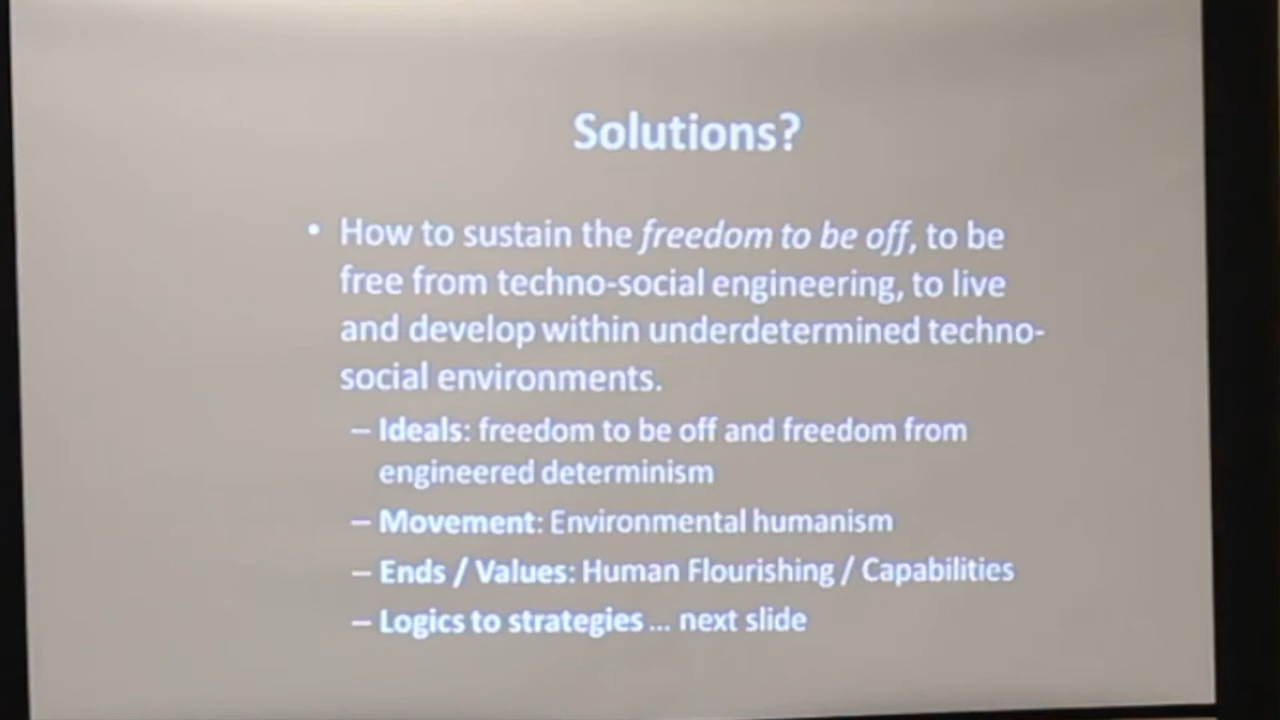 Solutions?
• How to sustain the freedom to be off, to be
free from techno-social engineering, to live
and develop within underdetermined techno-
social environments.
– Ideals: freedom to be off and freedom from
engineered determinism
– Movement: Environmental humanism
– Ends / Values: Human Flourishing / Capabilities
– Logics to strategies ... next slide